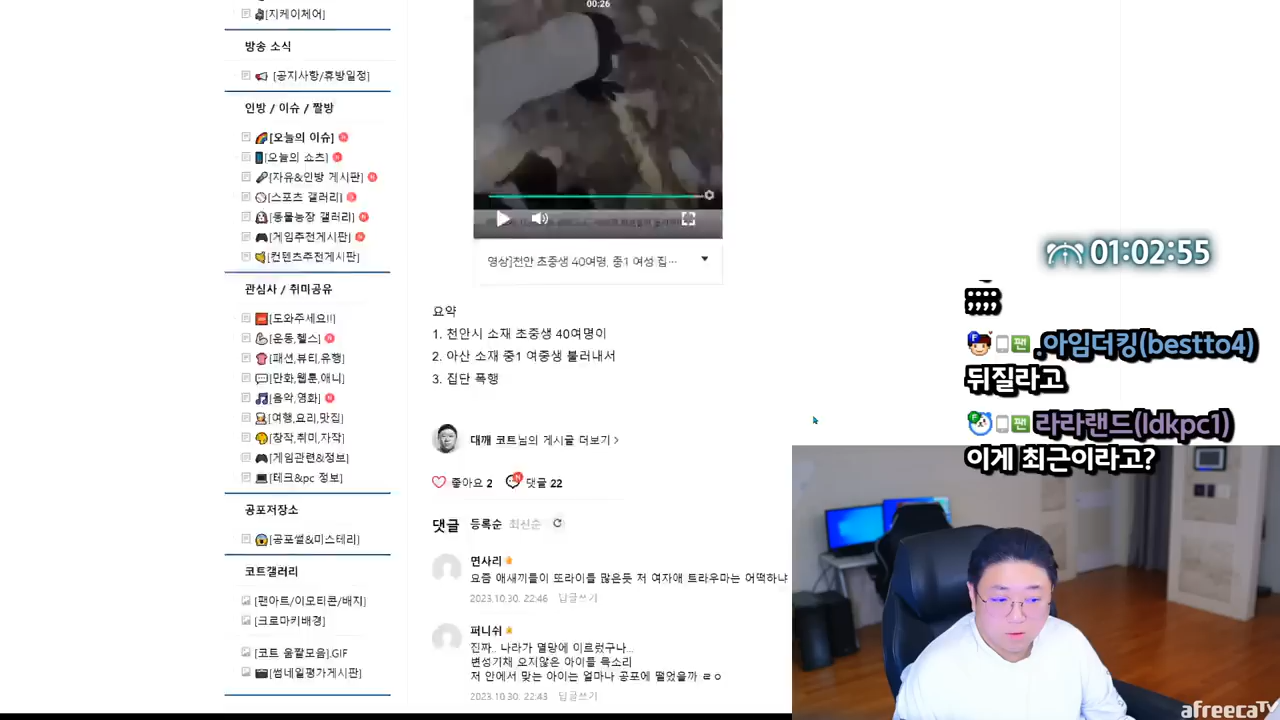 [지케이체어]
방송 소식
[공지사항/휴방일정]
인방 / 이슈 / 짤방
[오늘의 이슈]
[오늘의 쇼츠]
[자유&인방 게시판]
[스포츠 갤러리]
[동물농장 갤러리]
[게임추천게시판]
[컨텐츠추천게시판]
관심사 / 취미공유
[도와주세요!!]
[운동,헬스]
[패션,뷰티,유행]
[만화,웹툰,애니]
[음악,영화]
[여행,요리,맛집]
[창작,취미,자작]
[게임관련&정보]
[테크&pc 정보]
공포저장소
[공포썰&미스테리]
코트갤러리
[팬아트/이모티콘/배지]
[크로마키배경]
[코트 움짤모음].GIF
[썸네일평가게시판]
00:26
영상]천안 초중생 40여명, 중1 여성 집…
요약
1. 천안시 소재 초중생 40여명이
2. 아산 소재 중1 여중생 불러내서
3. 집단 폭행
대깨 코트님의 게시글 더보기 >
좋아요 2 댓글 22
댓글 등록순 최신순
면사리
요즘 애새끼들이 또라이들 많은듯 저 여자애 트라우마는 어떡하냐
2023.10.30. 22:46 답글쓰기
퍼니쉬
진짜.. 나라가 멸망에 이르렀구나...
변성기채 오지않은 아이들 목소리
저 안에서 맞는 아이는 얼마나 공포에 떨었을까 ㄹㅇ
2023.10.30. 22:43 답글쓰기
01:02:55
;;;;
팬 .아임더킹(bestto4)
뒤질라고
팬 라라랜드(ldkpc1)
이게 최근이라고?
afreecaTV